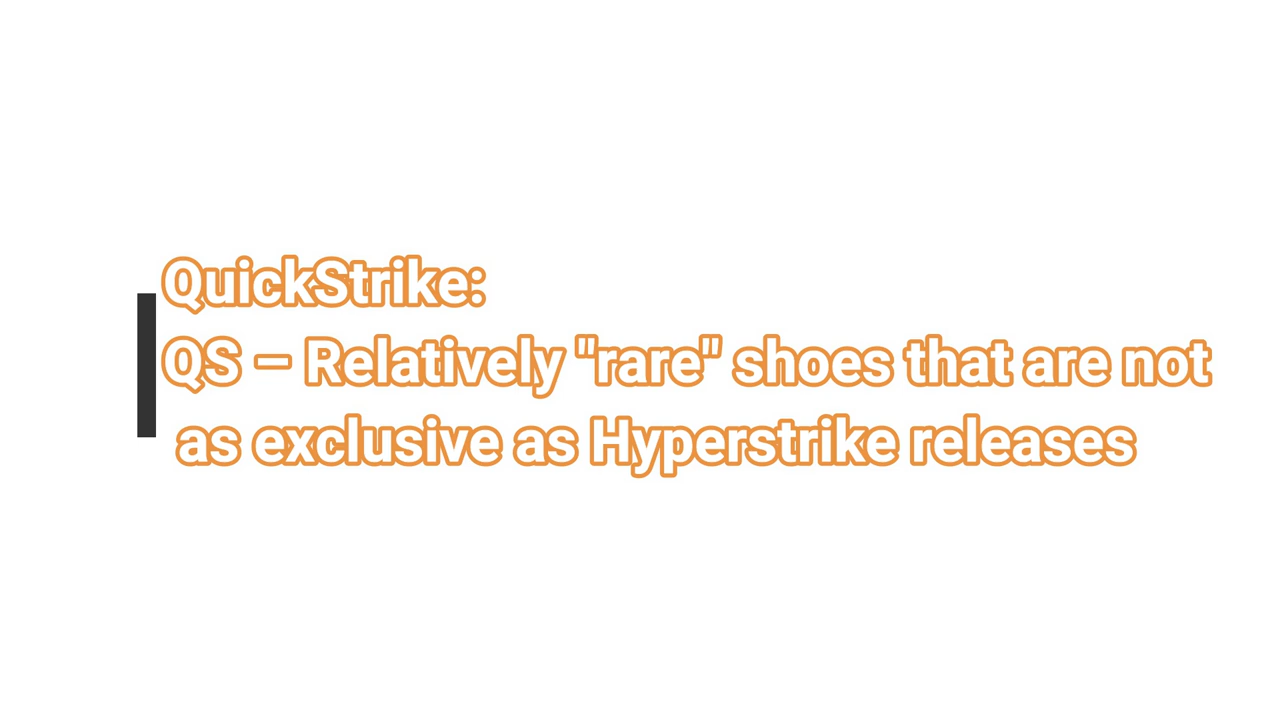 QuickStrike:
QS – Relatively "rare" shoes that are not
as exclusive as Hyperstrike releases